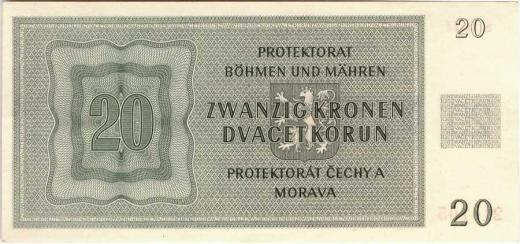 20
PROTEKTORAT
BÖHMEN UND MÄHREN
20
ZWANZIG KRONEN
DVACET KORUN
PROTEKTORÁT ČECHY A
MORAVA
20